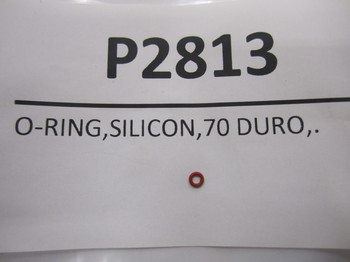 P2813
O-RING,SILICON,70 DURO,.